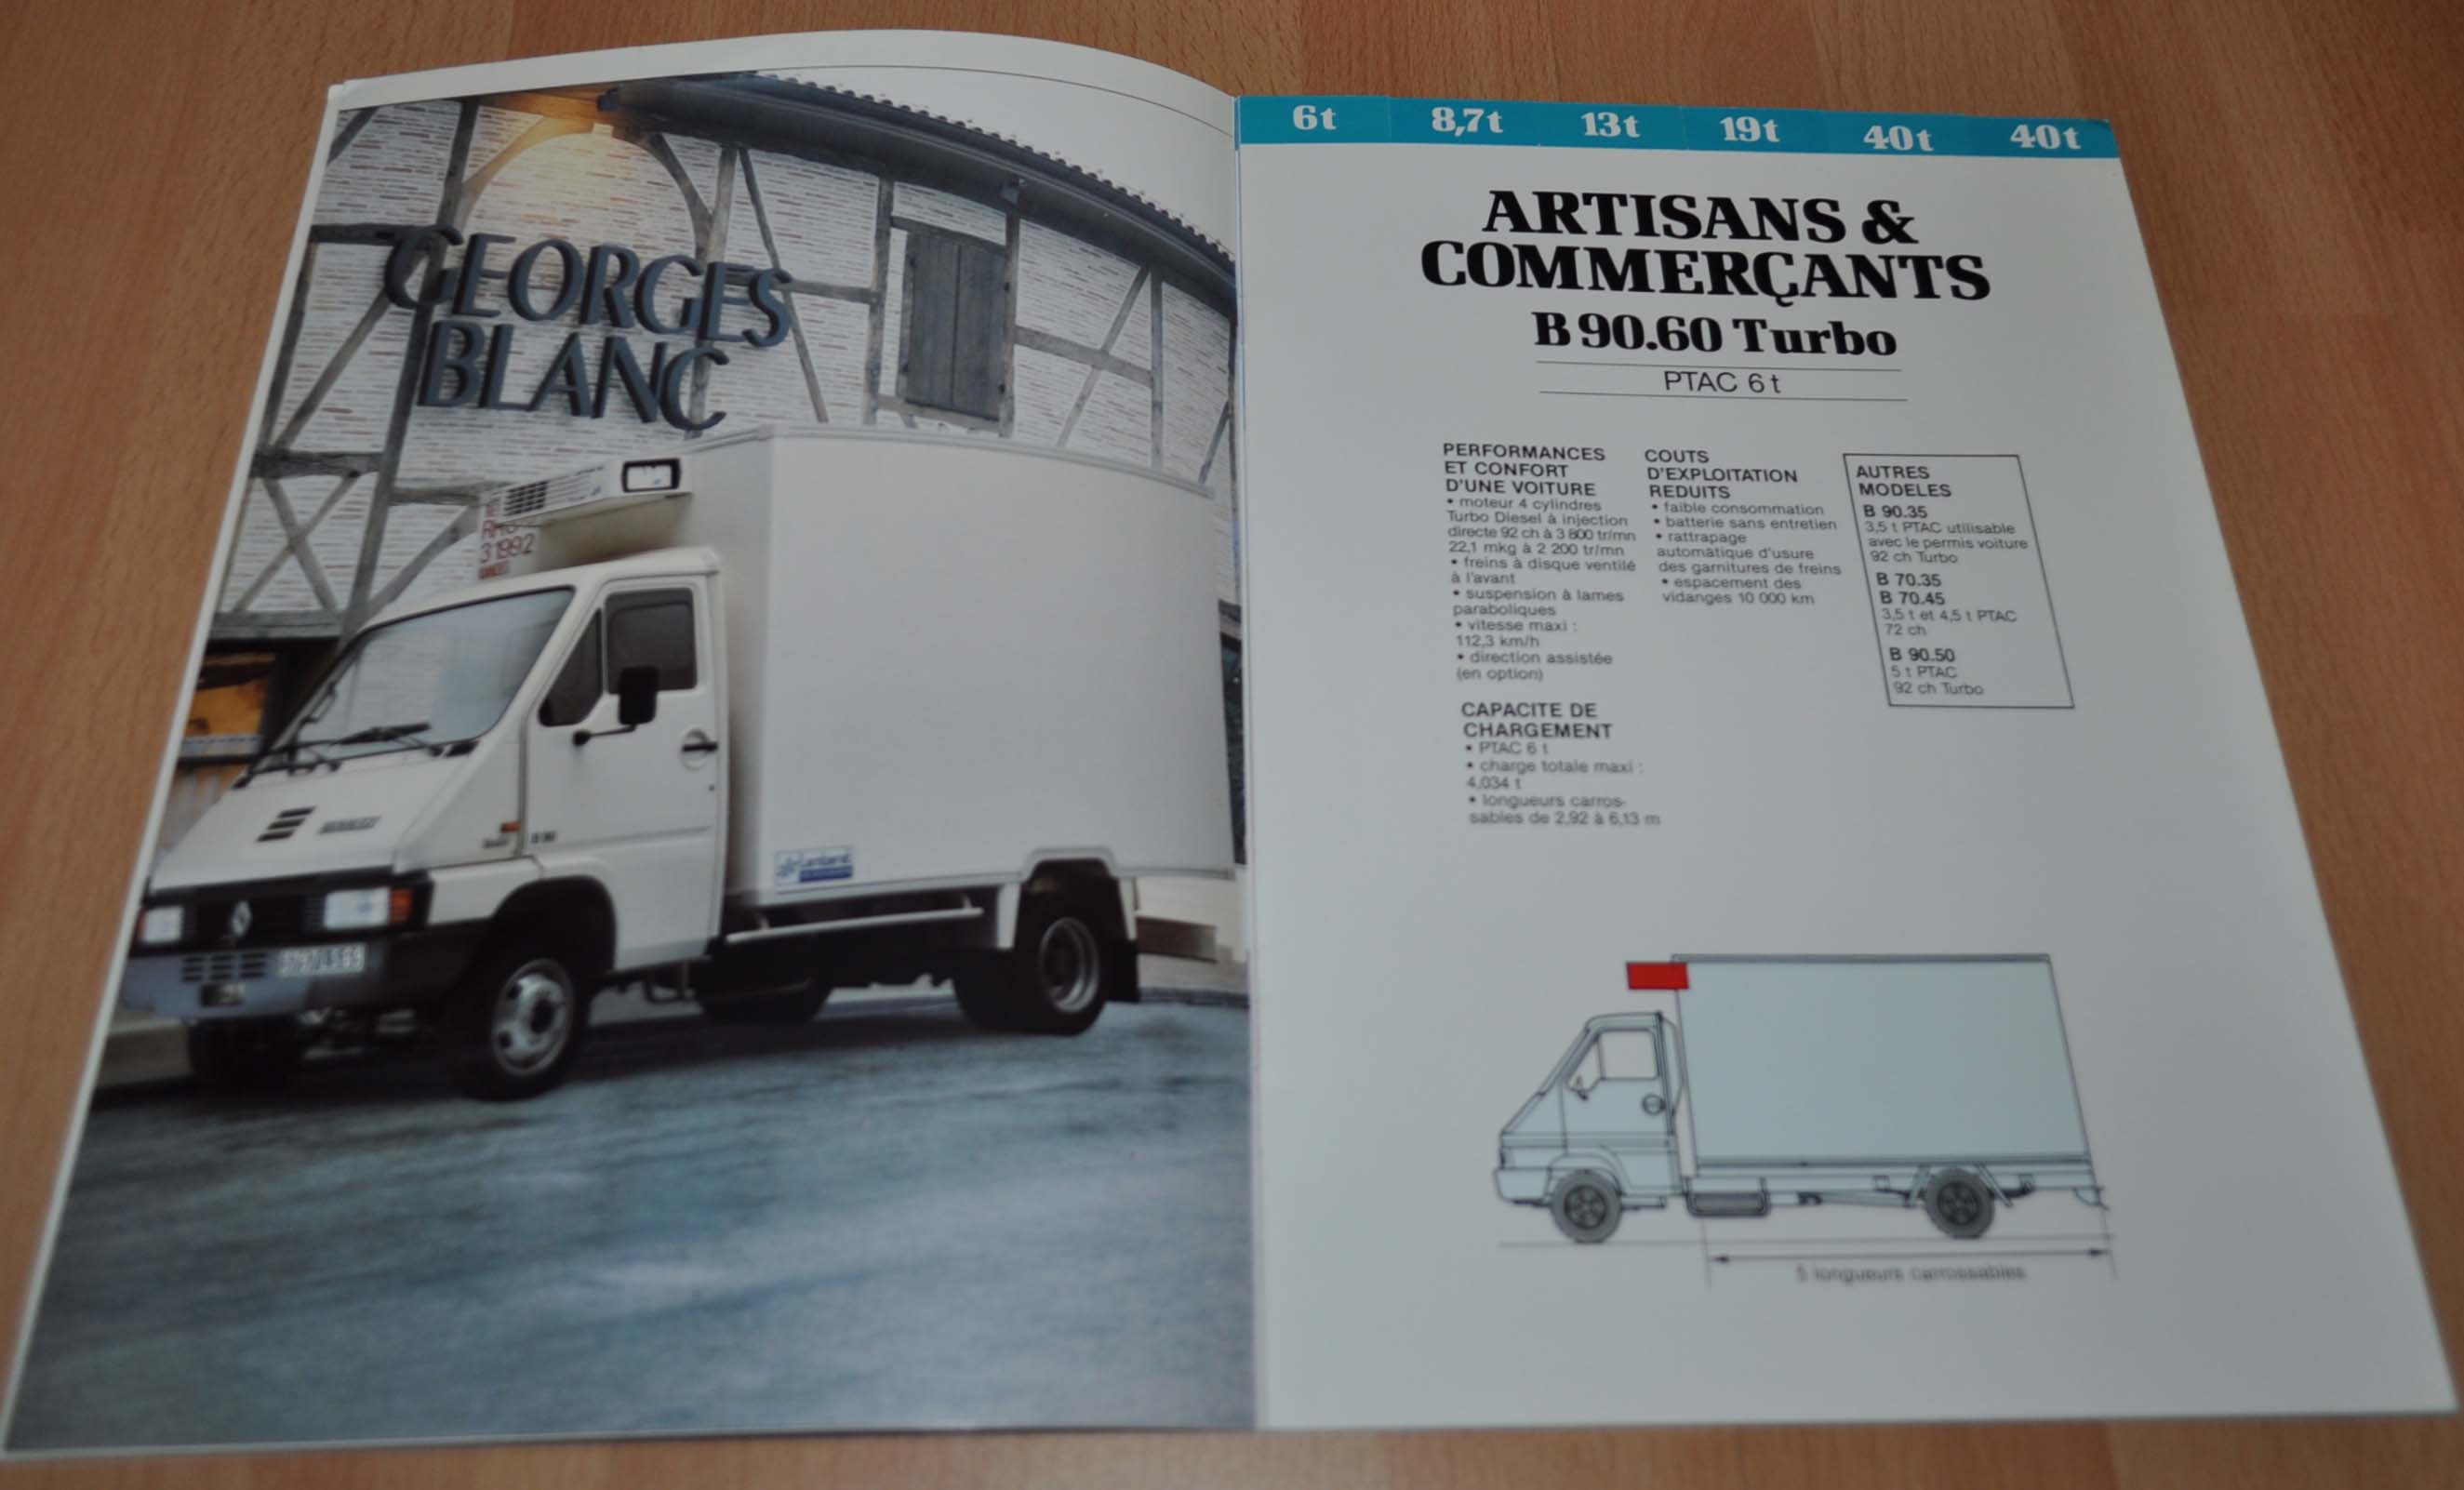 GEORGES
BLANC
31992
6t 8,7t 13t 19t 40t 40t
ARTISANS &
COMMERÇANTS
B 90.60 Turbo
PTAC 6 t
PERFORMANCES
ET CONFORT
D'UNE VOITURE
• moteur 4 cylindres
Turbo Diesel à injection
directe 92 ch à 3 800 tr/mn
22,1 mkg à 2 200 tr/mn
• freins à disque ventilé
à l'avant
• suspension à lames
paraboliques
• vitesse maxi :
112,3 km/h
• direction assistée
(en option)
CAPACITE DE
CHARGEMENT
• PTAC 6 t
• charge totale maxi :
4,034 t
• longueurs carros-
sables de 2,92 à 6,13 m
COUTS
D'EXPLOITATION
REDUITS
• faible consommation
• batterie sans entretien
• rattrapage
automatique d'usure
des garnitures de freins
• espacement des
vidanges 10 000 km
AUTRES
MODELES
B 90.35
3,5 t PTAC utilisable
avec le permis voiture
92 ch Turbo
B 70.35
B 70.45
3,5 t et 4,5 t PTAC
72 ch
B 90.50
5 t PTAC
92 ch Turbo
5 longueurs carrossables